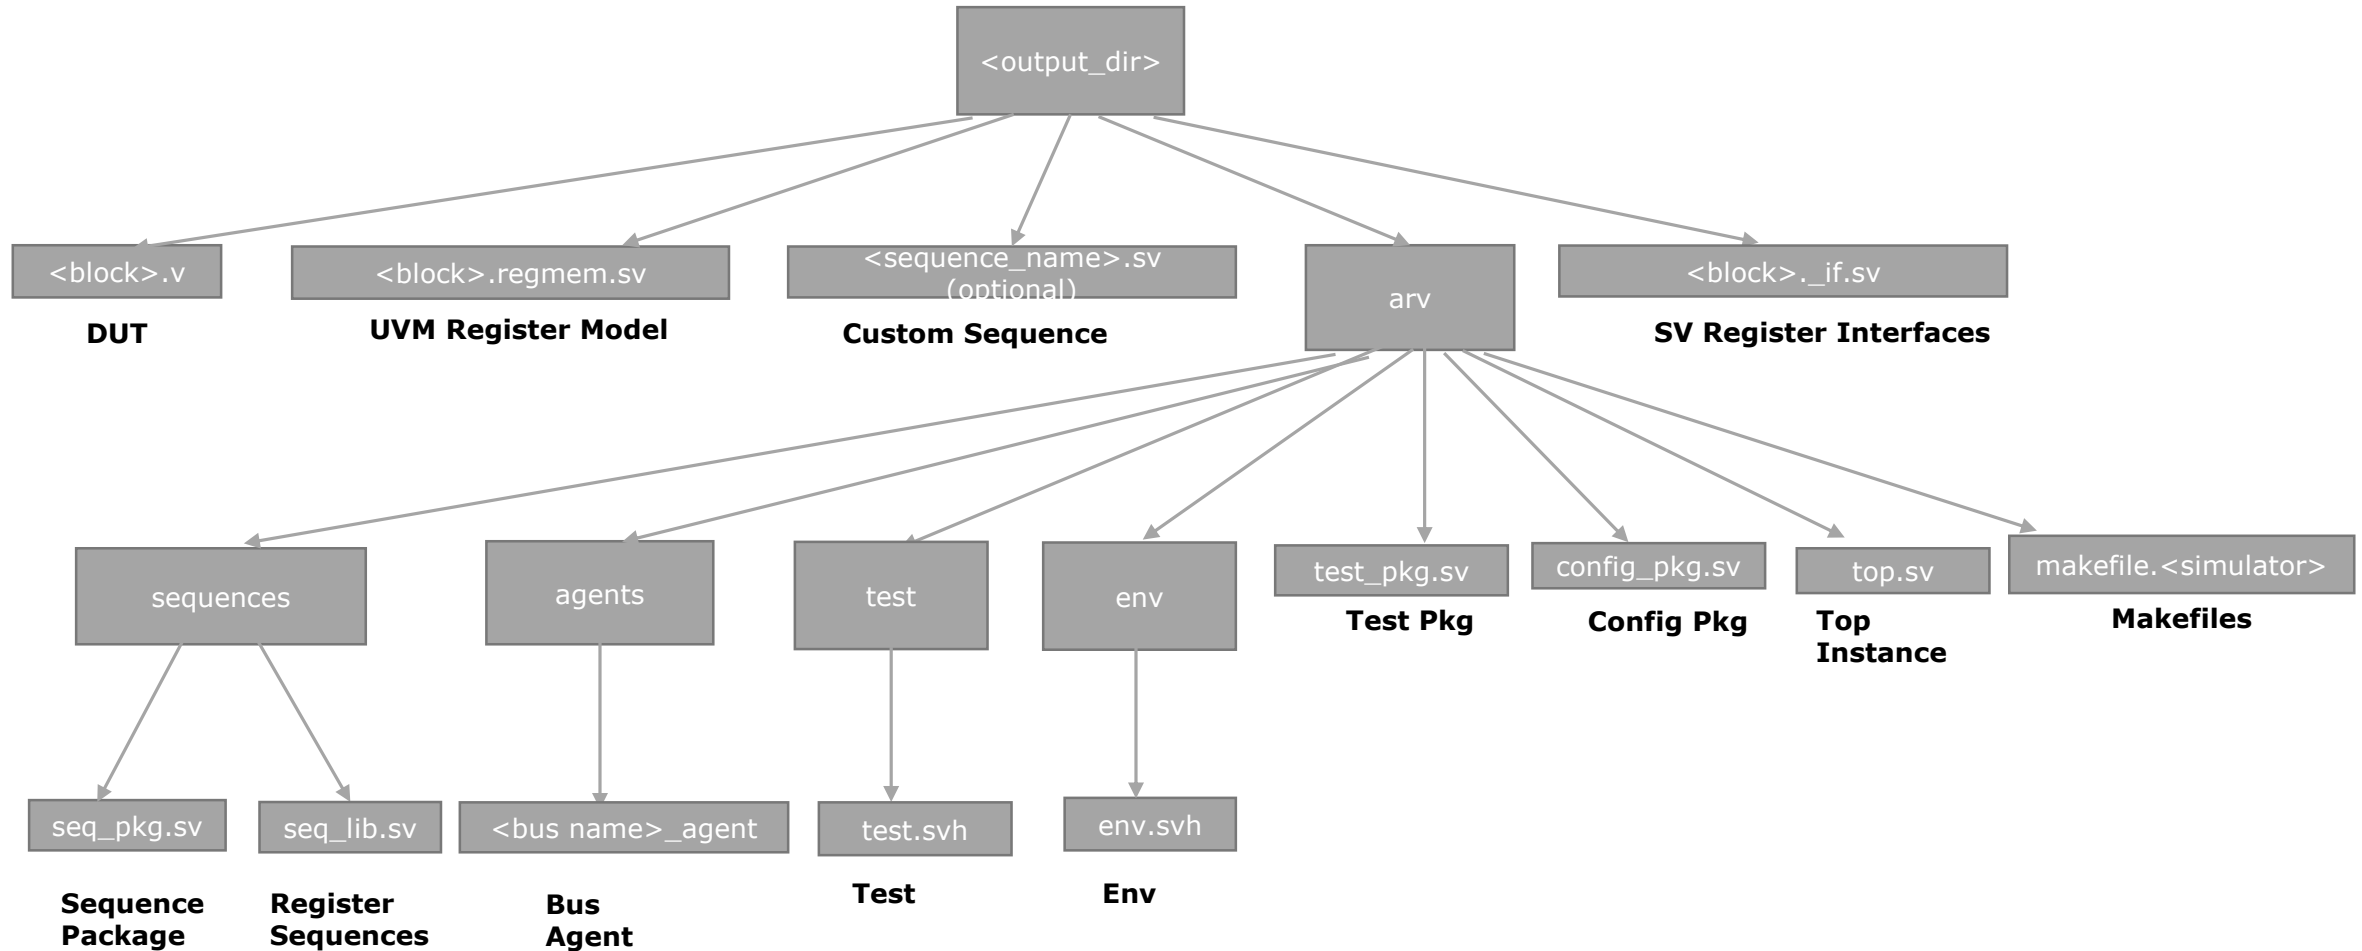 <output_dir>
<block>.v
<block>.regmem.sv
<sequence_name>.sv
(optional)
arv
<block>._if.sv
DUT
UVM Register Model
Custom Sequence
SV Register Interfaces
sequences
agents
test
env
test_pkg.sv
config_pkg.sv
top.sv
makefile.<simulator>
Test Pkg
Config Pkg
Top
Instance
Makefiles
seq_pkg.sv
seq_lib.sv
<bus name>_agent
test.svh
env.svh
Sequence
Package
Register
Sequences
Bus
Agent
Test
Env